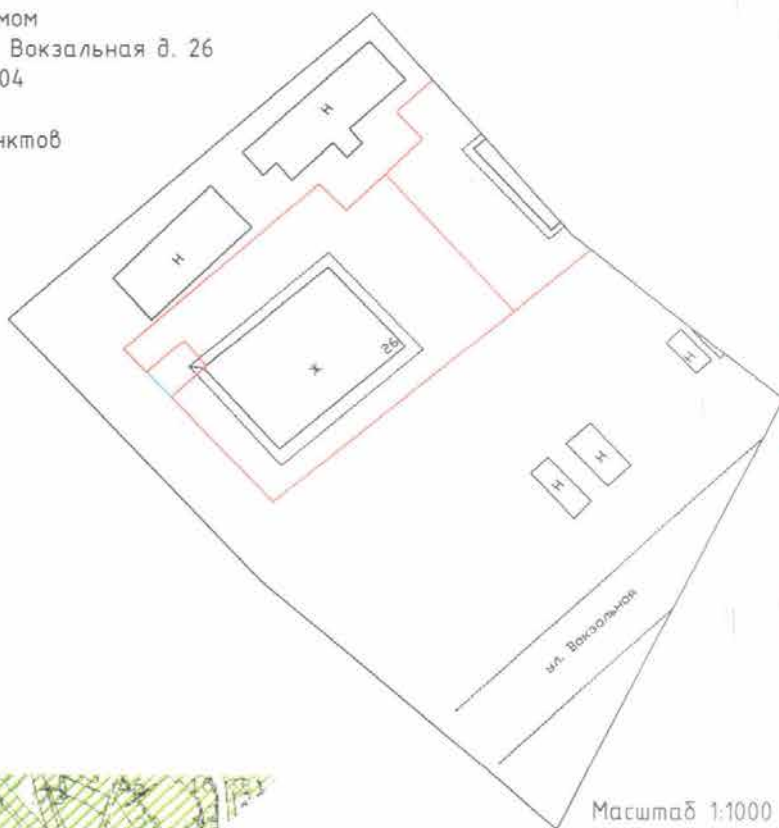 мом
Вокзальная д. 26
04
нктов
Н
Н
Ж
26
Н
Н
Н
ул. Вокзальная
Масштаб 1:1000